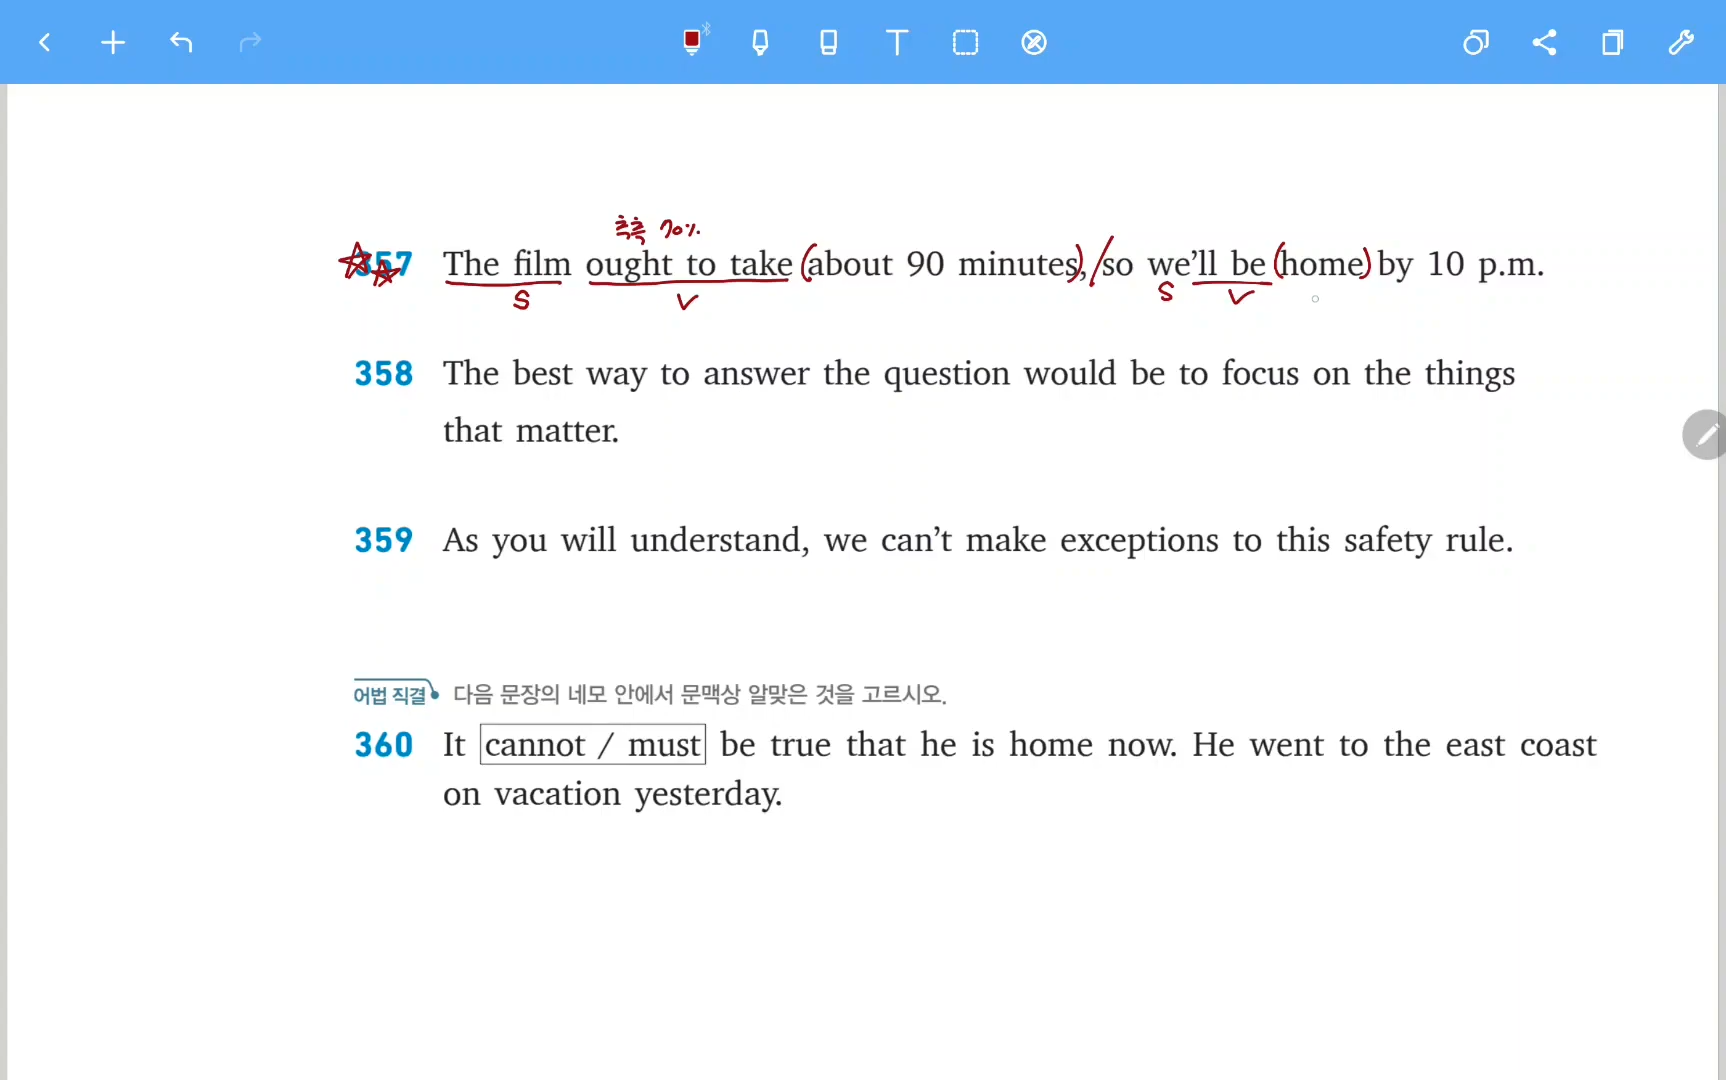 추측 70%
357 The film ought to take (about 90 minutes), / so we'll be (home) by 10 p.m.
S V S V
358 The best way to answer the question would be to focus on the things
that matter.
359 As you will understand, we can't make exceptions to this safety rule.
어법 직결 다음 문장의 네모 안에서 문맥상 알맞은 것을 고르시오.
360 It cannot / must be true that he is home now. He went to the east coast
on vacation yesterday.